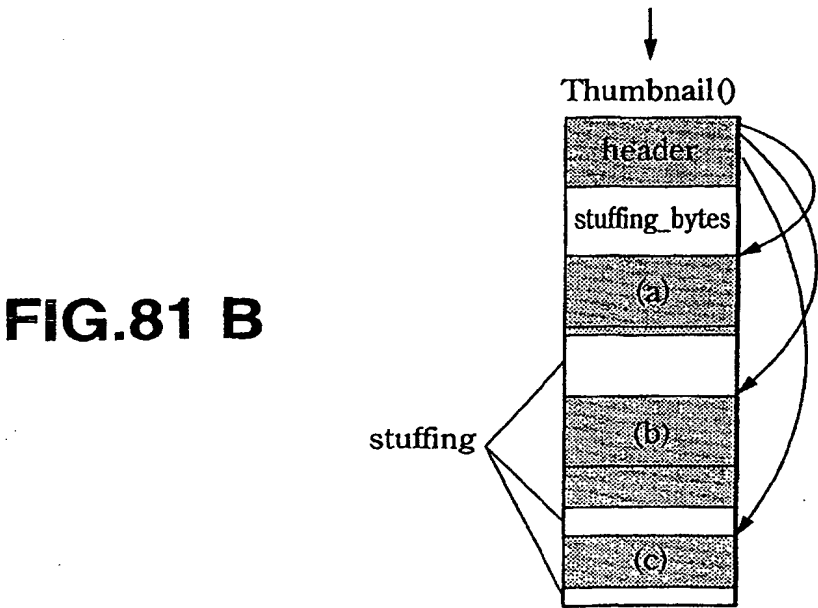 Thumbnail()
header
stuffing_bytes
(a)
FIG.81 B
(b)
stuffing
(c)